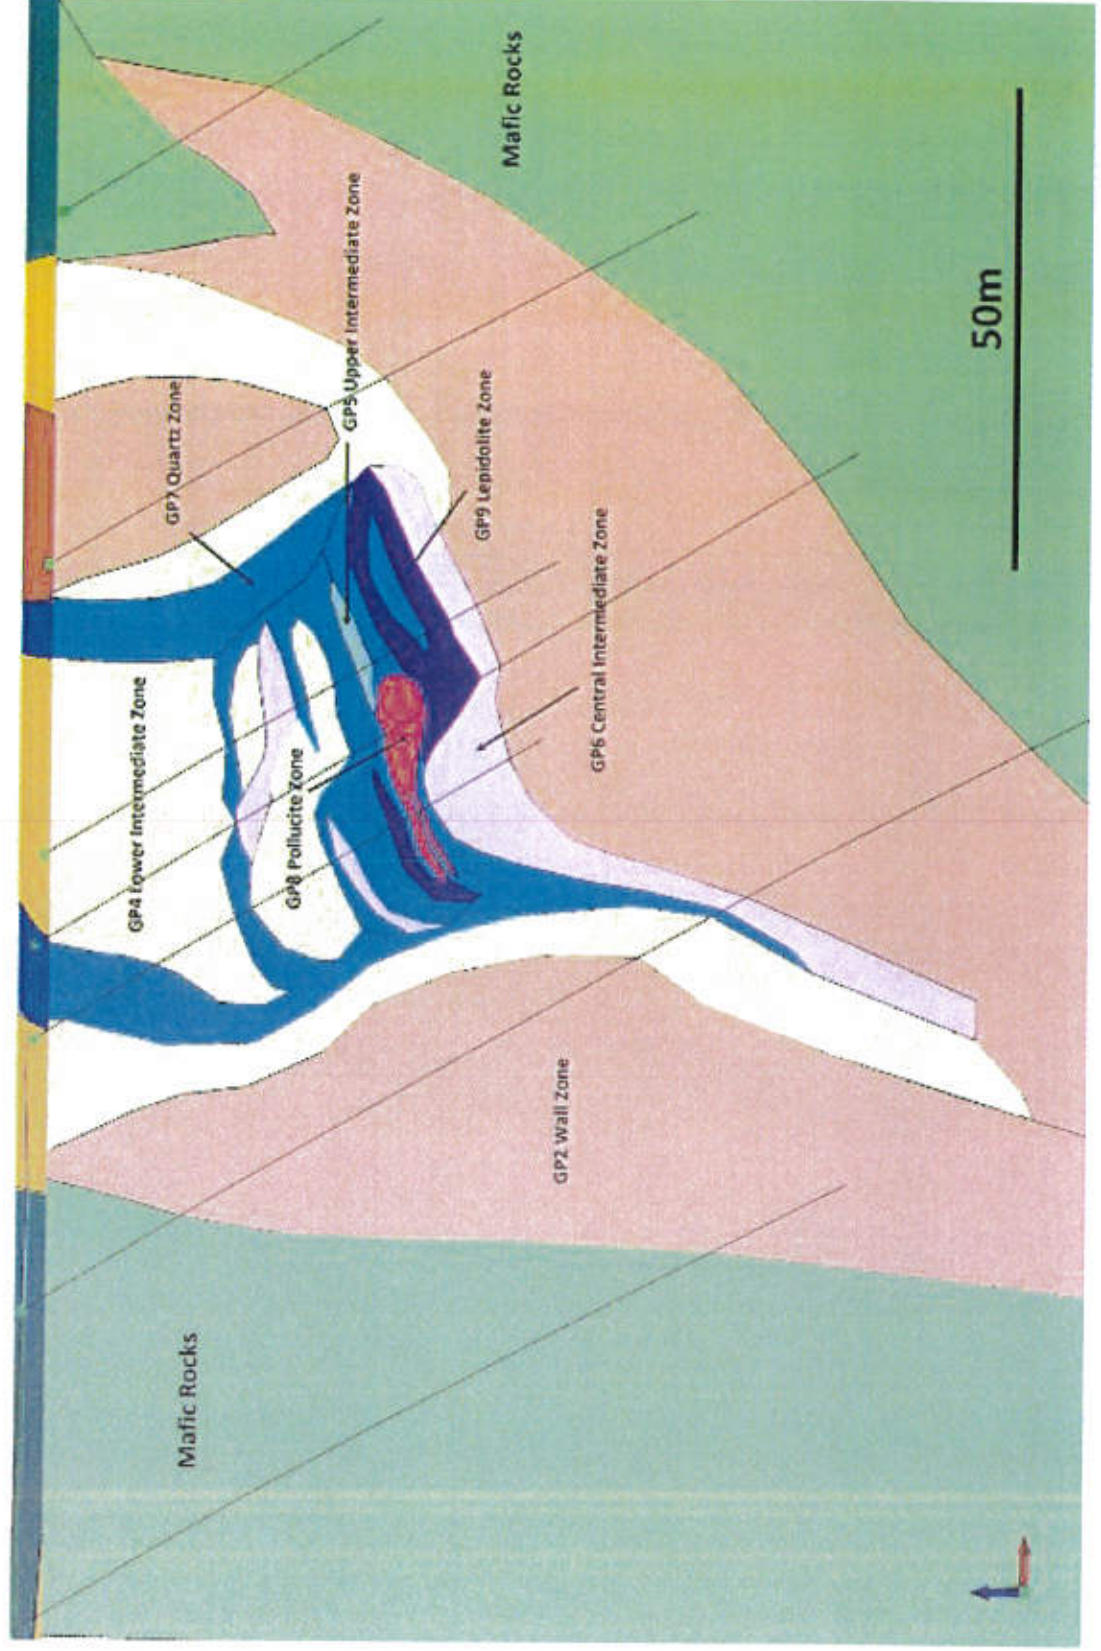 Mafic Rocks
GP5 Upper Intermediate Zone
50m
GP7 Quartz Zone
GP9 Lepidolite Zone
GP6 Central Intermediate Zone
GP4 Lower Intermediate Zone
GP8 Pollucite Zone
GP2 Wall Zone
Mafic Rocks